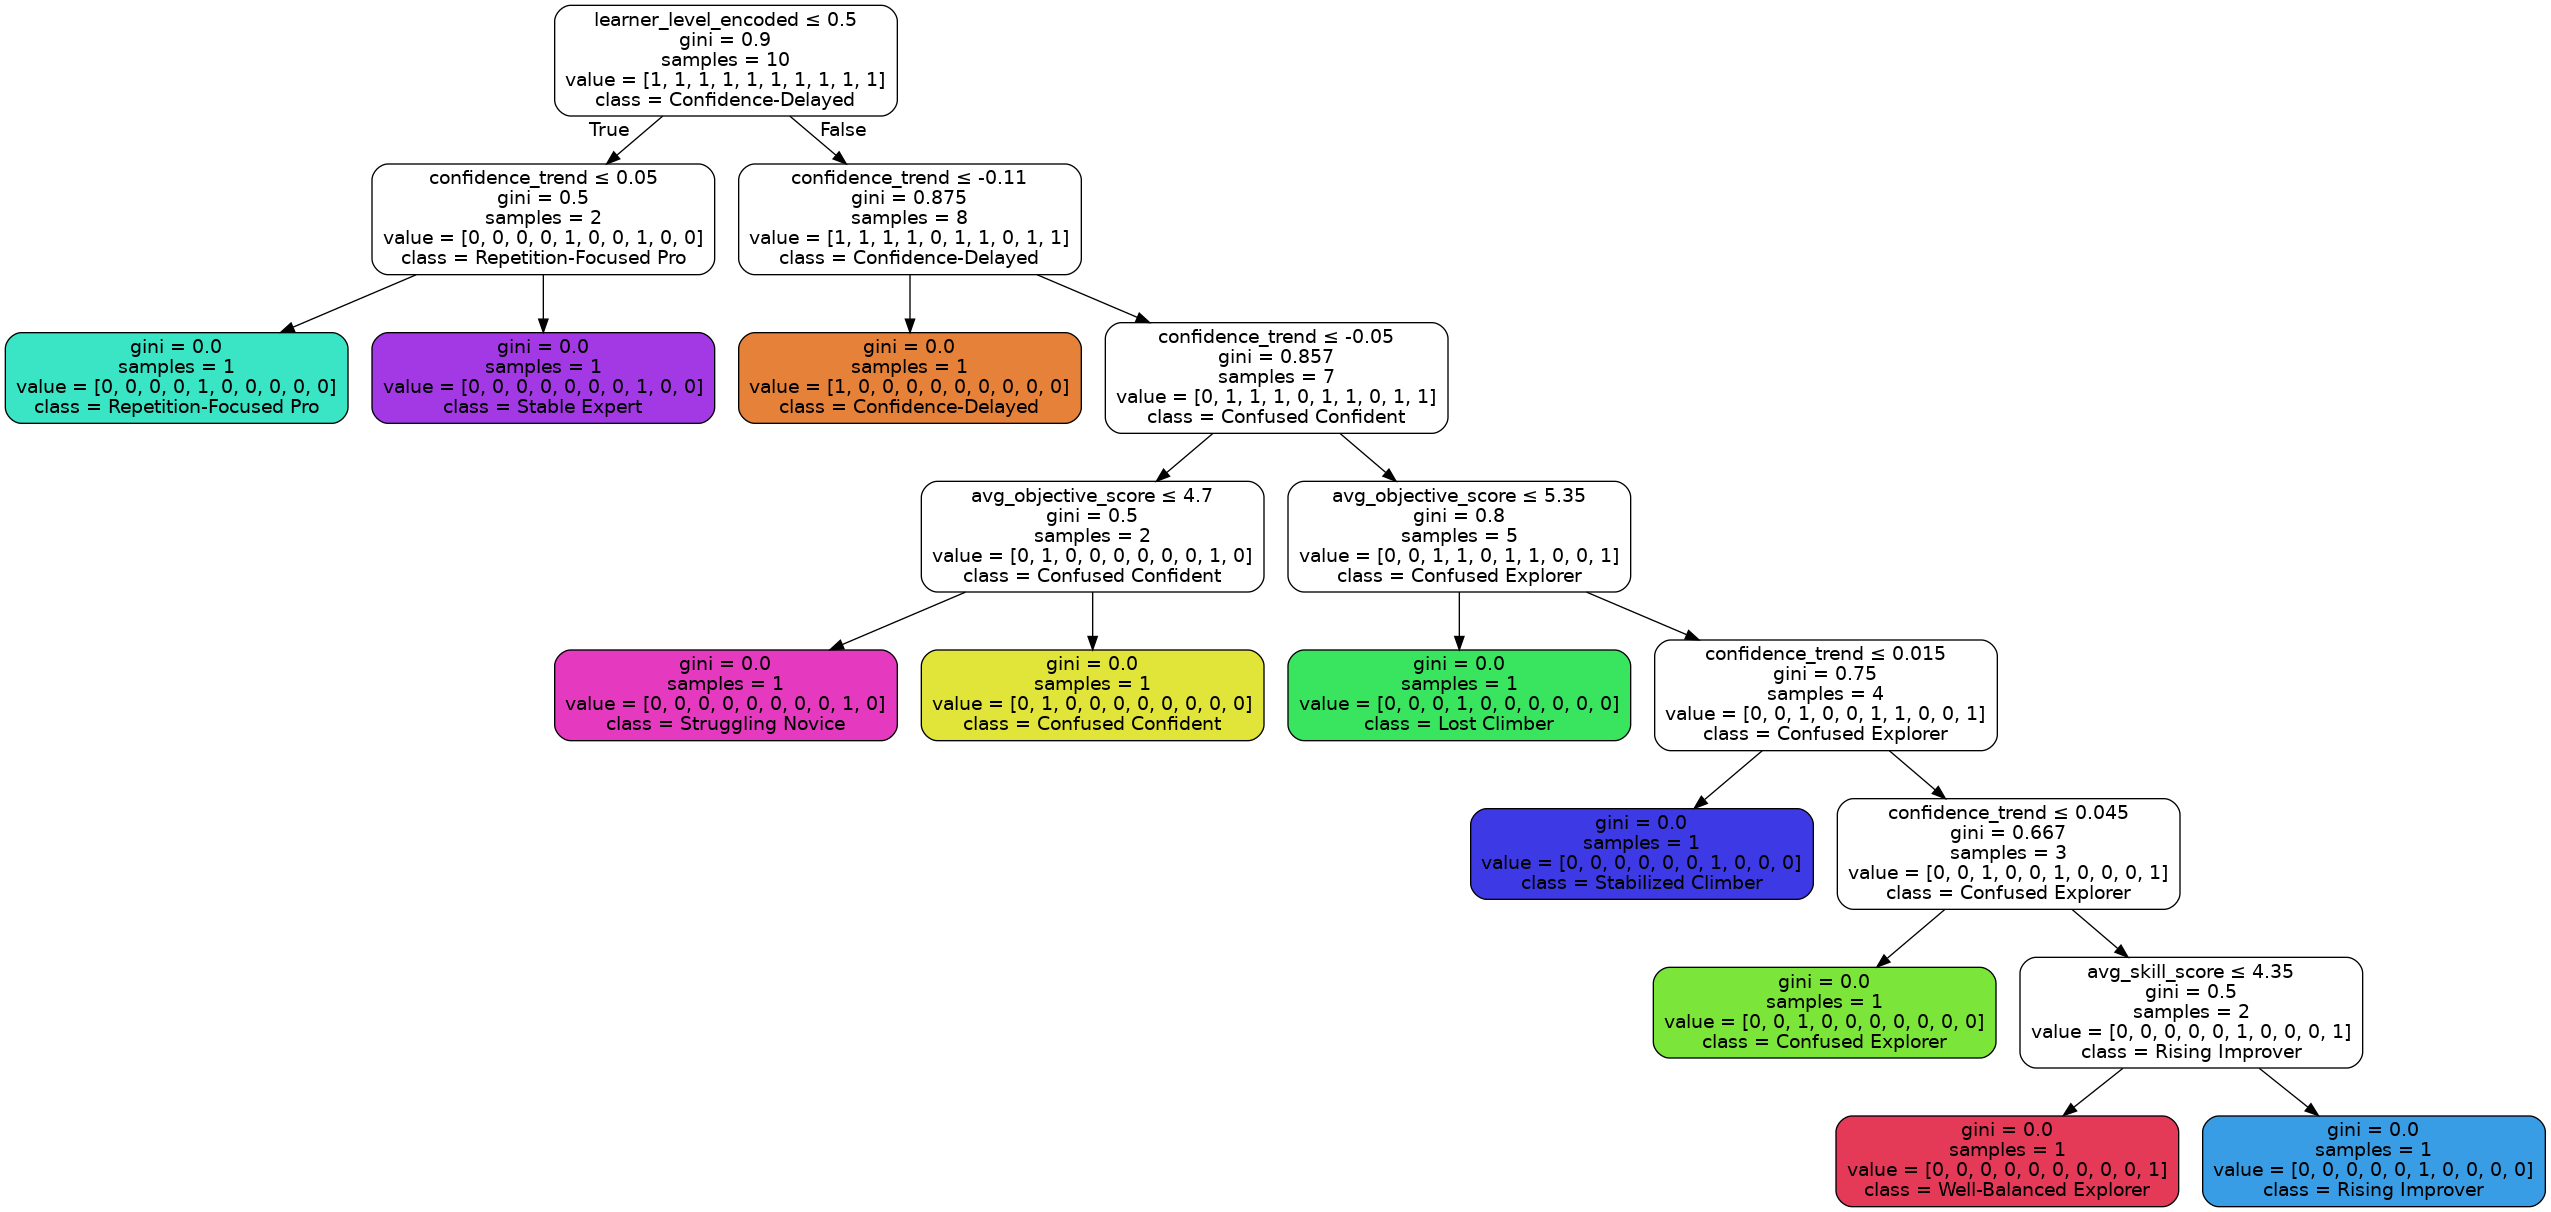 learner_level_encoded ≤ 0.5
gini = 0.9
samples = 10
value = [1, 1, 1, 1, 1, 1, 1, 1, 1, 1]
class = Confidence-Delayed
True
False
confidence_trend ≤ 0.05
gini = 0.5
samples = 2
value = [0, 0, 0, 0, 1, 0, 0, 1, 0, 0]
class = Repetition-Focused Pro
confidence_trend ≤ -0.11
gini = 0.875
samples = 8
value = [1, 1, 1, 1, 0, 1, 1, 0, 1, 1]
class = Confidence-Delayed
gini = 0.0
samples = 1
value = [0, 0, 0, 0, 1, 0, 0, 0, 0, 0]
class = Repetition-Focused Pro
gini = 0.0
samples = 1
value = [0, 0, 0, 0, 0, 0, 0, 1, 0, 0]
class = Stable Expert
gini = 0.0
samples = 1
value = [1, 0, 0, 0, 0, 0, 0, 0, 0, 0]
class = Confidence-Delayed
confidence_trend ≤ -0.05
gini = 0.857
samples = 7
value = [0, 1, 1, 1, 0, 1, 1, 0, 1, 1]
class = Confused Confident
avg_objective_score ≤ 4.7
gini = 0.5
samples = 2
value = [0, 1, 0, 0, 0, 0, 0, 0, 1, 0]
class = Confused Confident
avg_objective_score ≤ 5.35
gini = 0.8
samples = 5
value = [0, 0, 1, 1, 0, 1, 1, 0, 0, 1]
class = Confused Explorer
gini = 0.0
samples = 1
value = [0, 0, 0, 0, 0, 0, 0, 0, 1, 0]
class = Struggling Novice
gini = 0.0
samples = 1
value = [0, 1, 0, 0, 0, 0, 0, 0, 0, 0]
class = Confused Confident
gini = 0.0
samples = 1
value = [0, 0, 0, 1, 0, 0, 0, 0, 0, 0]
class = Lost Climber
confidence_trend ≤ 0.015
gini = 0.75
samples = 4
value = [0, 0, 1, 0, 0, 1, 1, 0, 0, 1]
class = Confused Explorer
gini = 0.0
samples = 1
value = [0, 0, 0, 0, 0, 0, 1, 0, 0, 0]
class = Stabilized Climber
confidence_trend ≤ 0.045
gini = 0.667
samples = 3
value = [0, 0, 1, 0, 0, 1, 0, 0, 0, 1]
class = Confused Explorer
gini = 0.0
samples = 1
value = [0, 0, 1, 0, 0, 0, 0, 0, 0, 0]
class = Confused Explorer
avg_skill_score ≤ 4.35
gini = 0.5
samples = 2
value = [0, 0, 0, 0, 0, 1, 0, 0, 0, 1]
class = Rising Improver
gini = 0.0
samples = 1
value = [0, 0, 0, 0, 0, 0, 0, 0, 0, 1]
class = Well-Balanced Explorer
gini = 0.0
samples = 1
value = [0, 0, 0, 0, 0, 1, 0, 0, 0, 0]
class = Rising Improver